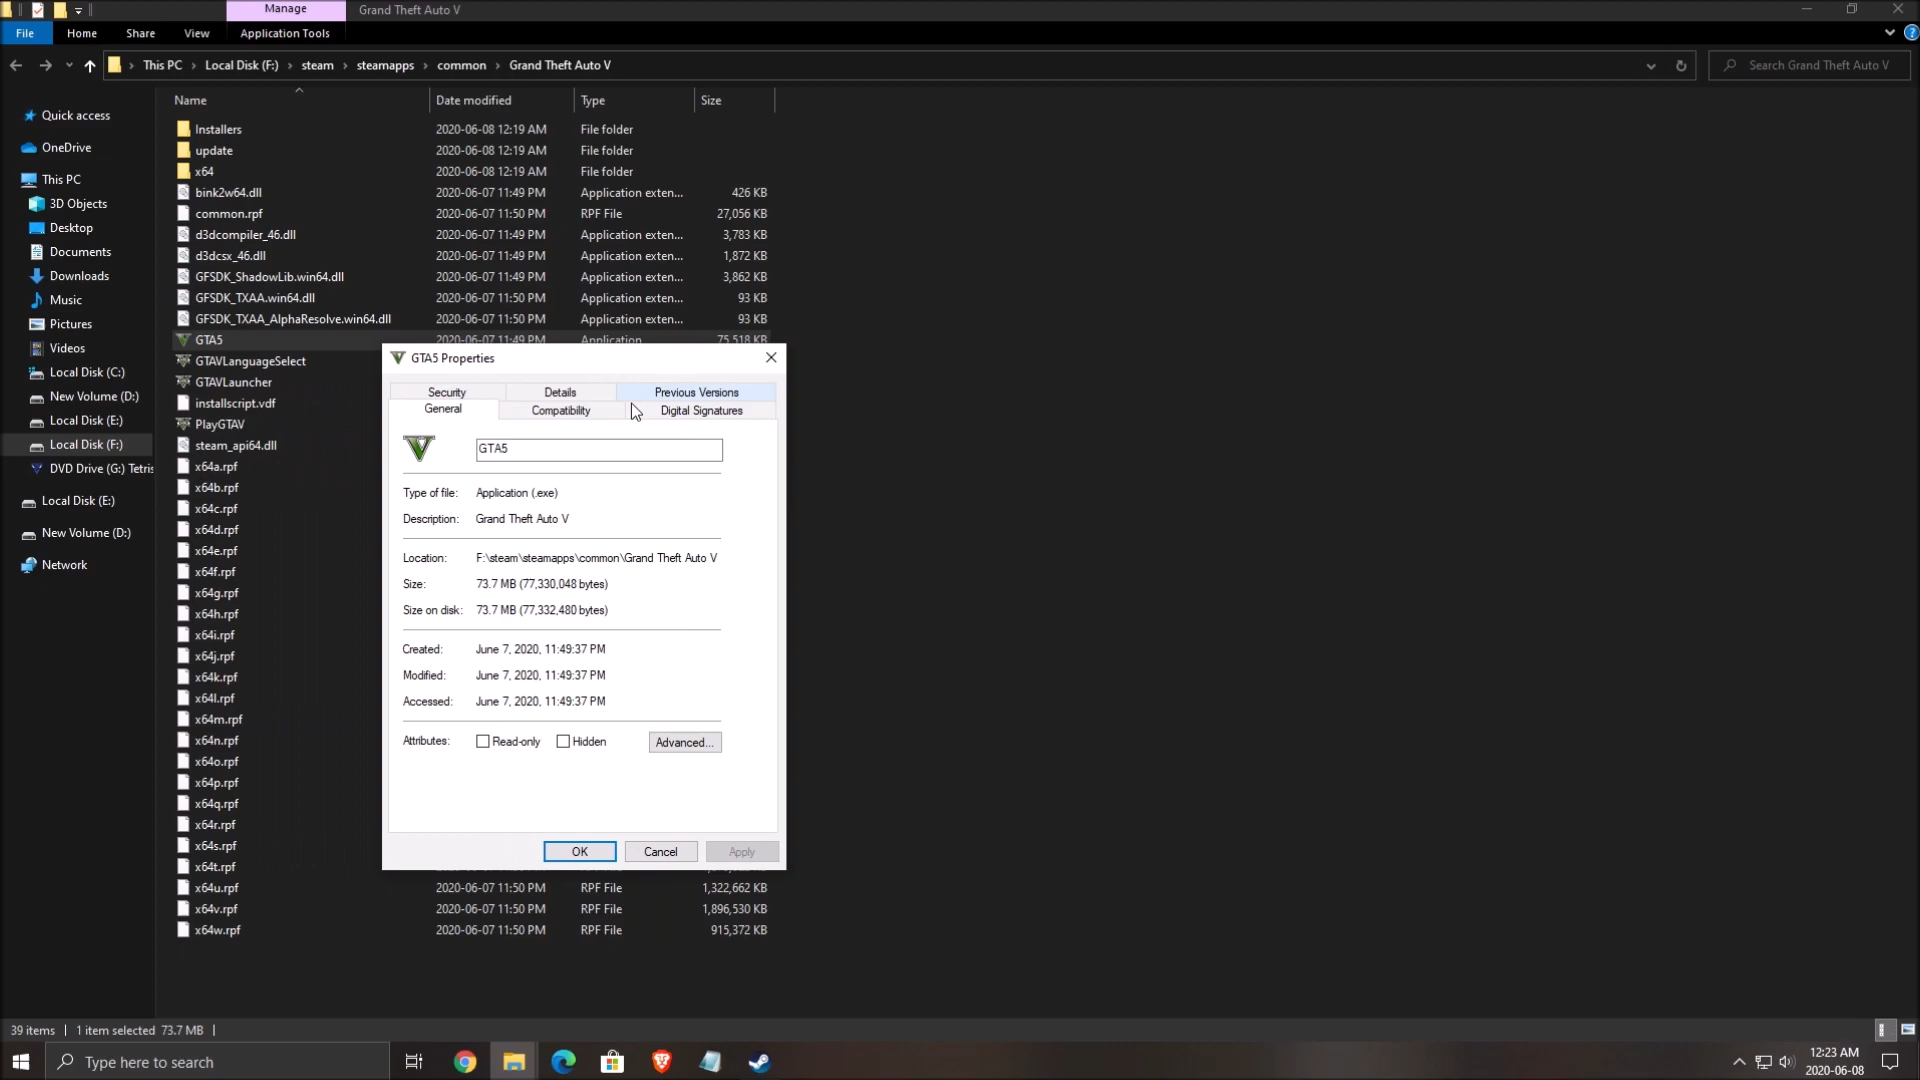 Manage
Grand Theft Auto V
File
Home
Share
View
Application Tools
This PC
Local Disk (F:)
steam
steamapps
common
Grand Theft Auto V
Search Grand Theft Auto V
Quick access
OneDrive
This PC
3D Objects
Desktop
Documents
Downloads
Music
Pictures
Videos
Local Disk (C:)
New Volume (D:)
Local Disk (E:)
Local Disk (F:)
DVD Drive (G:) Tetris
Local Disk (E:)
New Volume (D:)
Network
Name Date modified Type Size
Installers 2020-06-08 12:19 AM File folder
update 2020-06-08 12:19 AM File folder
x64 2020-06-08 12:19 AM File folder
bink2w64.dll 2020-06-07 11:49 PM Application exten... 426 KB
common.rpf 2020-06-07 11:50 PM RPF File 27,056 KB
d3dcompiler_46.dll 2020-06-07 11:49 PM Application exten... 3,783 KB
d3dcsx_46.dll 2020-06-07 11:49 PM Application exten... 1,872 KB
GFSDK_ShadowLib.win64.dll 2020-06-07 11:49 PM Application exten... 3,862 KB
GFSDK_TXAA.win64.dll 2020-06-07 11:50 PM Application exten... 93 KB
GFSDK_TXAA_AlphaResolve.win64.dll 2020-06-07 11:50 PM Application exten... 93 KB
GTA5 2020-06-07 11:49 PM Application 75,518 KB
GTAVLanguageSelect
GTAVLauncher
installscript.vdf
PlayGTAV
steam_api64.dll
x64a.rpf
x64b.rpf
x64c.rpf
x64d.rpf
x64e.rpf
x64f.rpf
x64g.rpf
x64h.rpf
x64i.rpf
x64j.rpf
x64k.rpf
x64l.rpf
x64m.rpf
x64n.rpf
x64o.rpf
x64p.rpf
x64q.rpf
x64r.rpf
x64s.rpf
x64t.rpf
x64u.rpf 2020-06-07 11:50 PM RPF File 1,322,662 KB
x64v.rpf 2020-06-07 11:50 PM RPF File 1,896,530 KB
x64w.rpf 2020-06-07 11:50 PM RPF File 915,372 KB
GTA5 Properties
Security Details Previous Versions
General Compatibility Digital Signatures
GTA5
Type of file: Application (.exe)
Description: Grand Theft Auto V
Location: F:\steam\steamapps\common\Grand Theft Auto V
Size: 73.7 MB (77,330,048 bytes)
Size on disk: 73.7 MB (77,332,480 bytes)
Created: June 7, 2020, 11:49:37 PM
Modified: June 7, 2020, 11:49:37 PM
Accessed: June 7, 2020, 11:49:37 PM
Attributes: Read-only Hidden Advanced...
OK Cancel Apply
39 items 1 item selected 73.7 MB
Type here to search
12:23 AM
2020-06-08